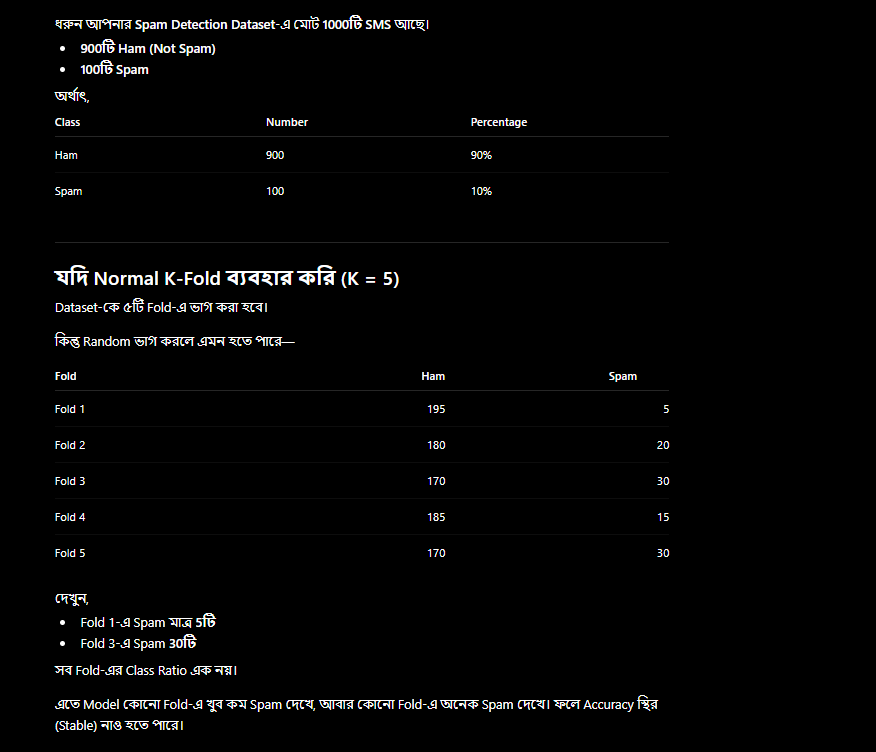 ধরুন আপনার Spam Detection Dataset-এ মোট 1000টি SMS আছে।
• 900টি Ham (Not Spam)
• 100টি Spam
অর্থাৎ,
Class Number Percentage
Ham 900 90%
Spam 100 10%
যদি Normal K-Fold ব্যবহার করি (K = 5)
Dataset-কে ৫টি Fold-এ ভাগ করা হবে।
কিন্তু Random ভাগ করলে এমন হতে পারে—
Fold Ham Spam
Fold 1 195 5
Fold 2 180 20
Fold 3 170 30
Fold 4 185 15
Fold 5 170 30
দেখুন,
• Fold 1-এ Spam মাত্র 5টি
• Fold 3-এ Spam 30টি
সব Fold-এর Class Ratio এক নয়।
এতে Model কোনো Fold-এ খুব কম Spam দেখে, আবার কোনো Fold-এ অনেক Spam দেখে। ফলে Accuracy স্থির
(Stable) নাও হতে পারে।